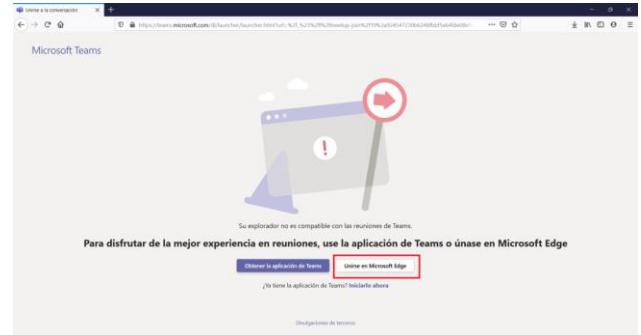 Unirse a la conversación
Microsoft Teams
Su explorador no es compatible con las reuniones de Teams.
Para disfrutar de la mejor experiencia en reuniones, use la aplicación de Teams o únase en Microsoft Edge
Obtener la aplicación de Teams
Unirse en Microsoft Edge
¿Ya tiene la aplicación de Teams? Iniciarla ahora
Divulgaciones de terceros